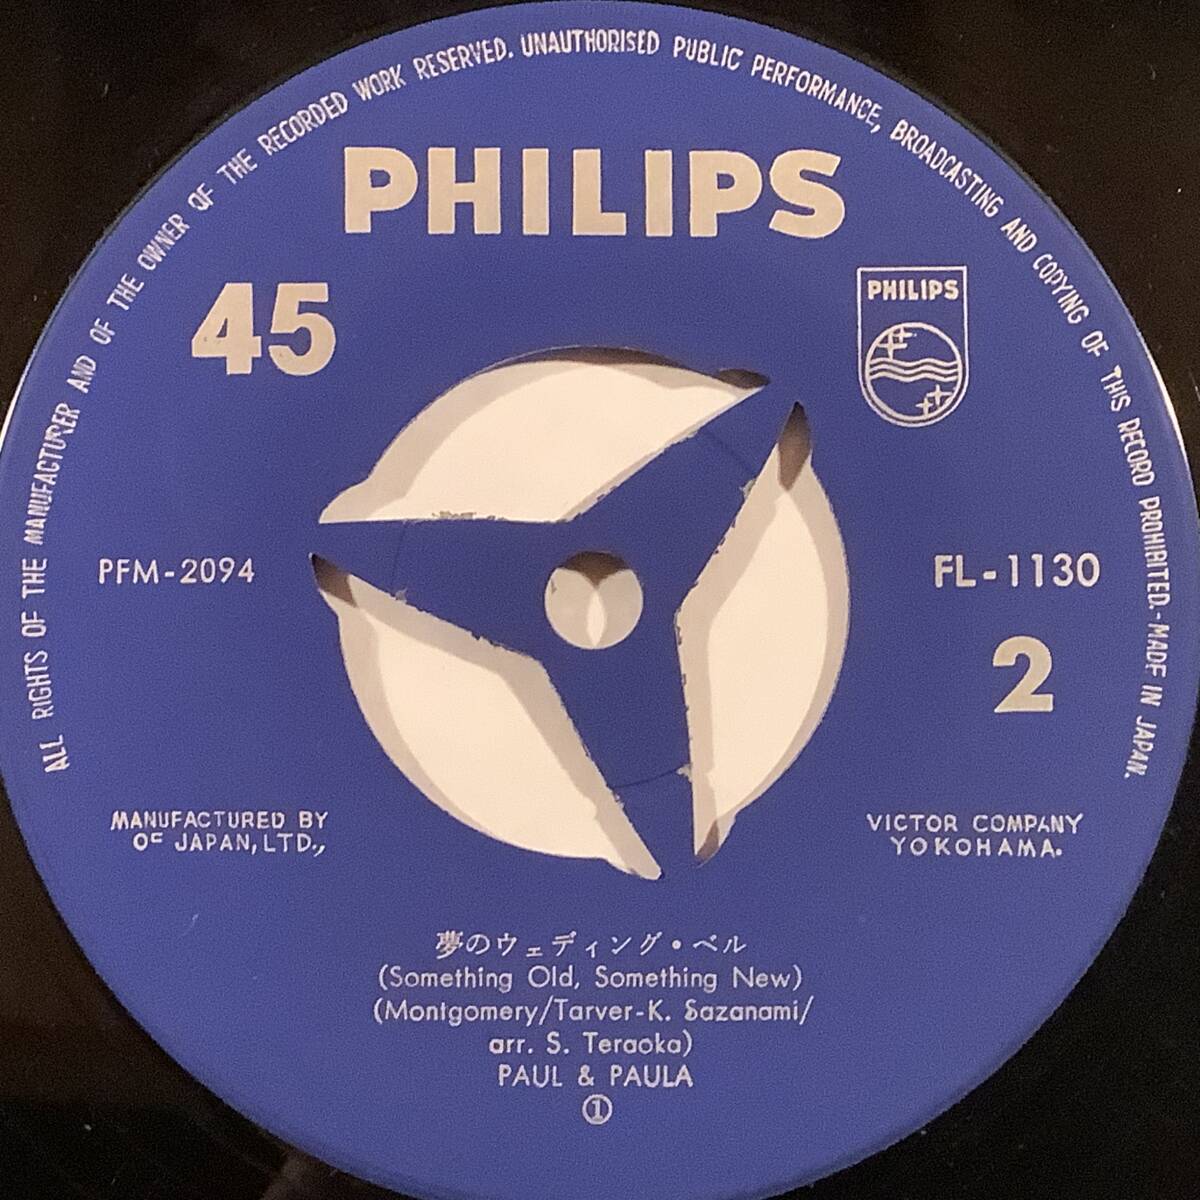 ALL RIGHTS OF THE MANUFACTURER AND OF THE OWNER OF THE RECORDED WORK RESERVED. UNAUTHORISED PUBLIC PERFORMANCE, BROADCASTING AND COPYING OF THIS RECORD PROHIBITED.-MADE IN JAPAN.
PHILIPS
45
PHILIPS
PFM-2094
FL-1130
2
MANUFACTURED BY VICTOR COMPANY
OF JAPAN, LTD., YOKOHAMA.
夢のウェディング・ベル
(Something Old, Something New)
(Montgomery/Tarver-K. Sazanami/
arr. S. Teraoka)
PAUL & PAULA
①